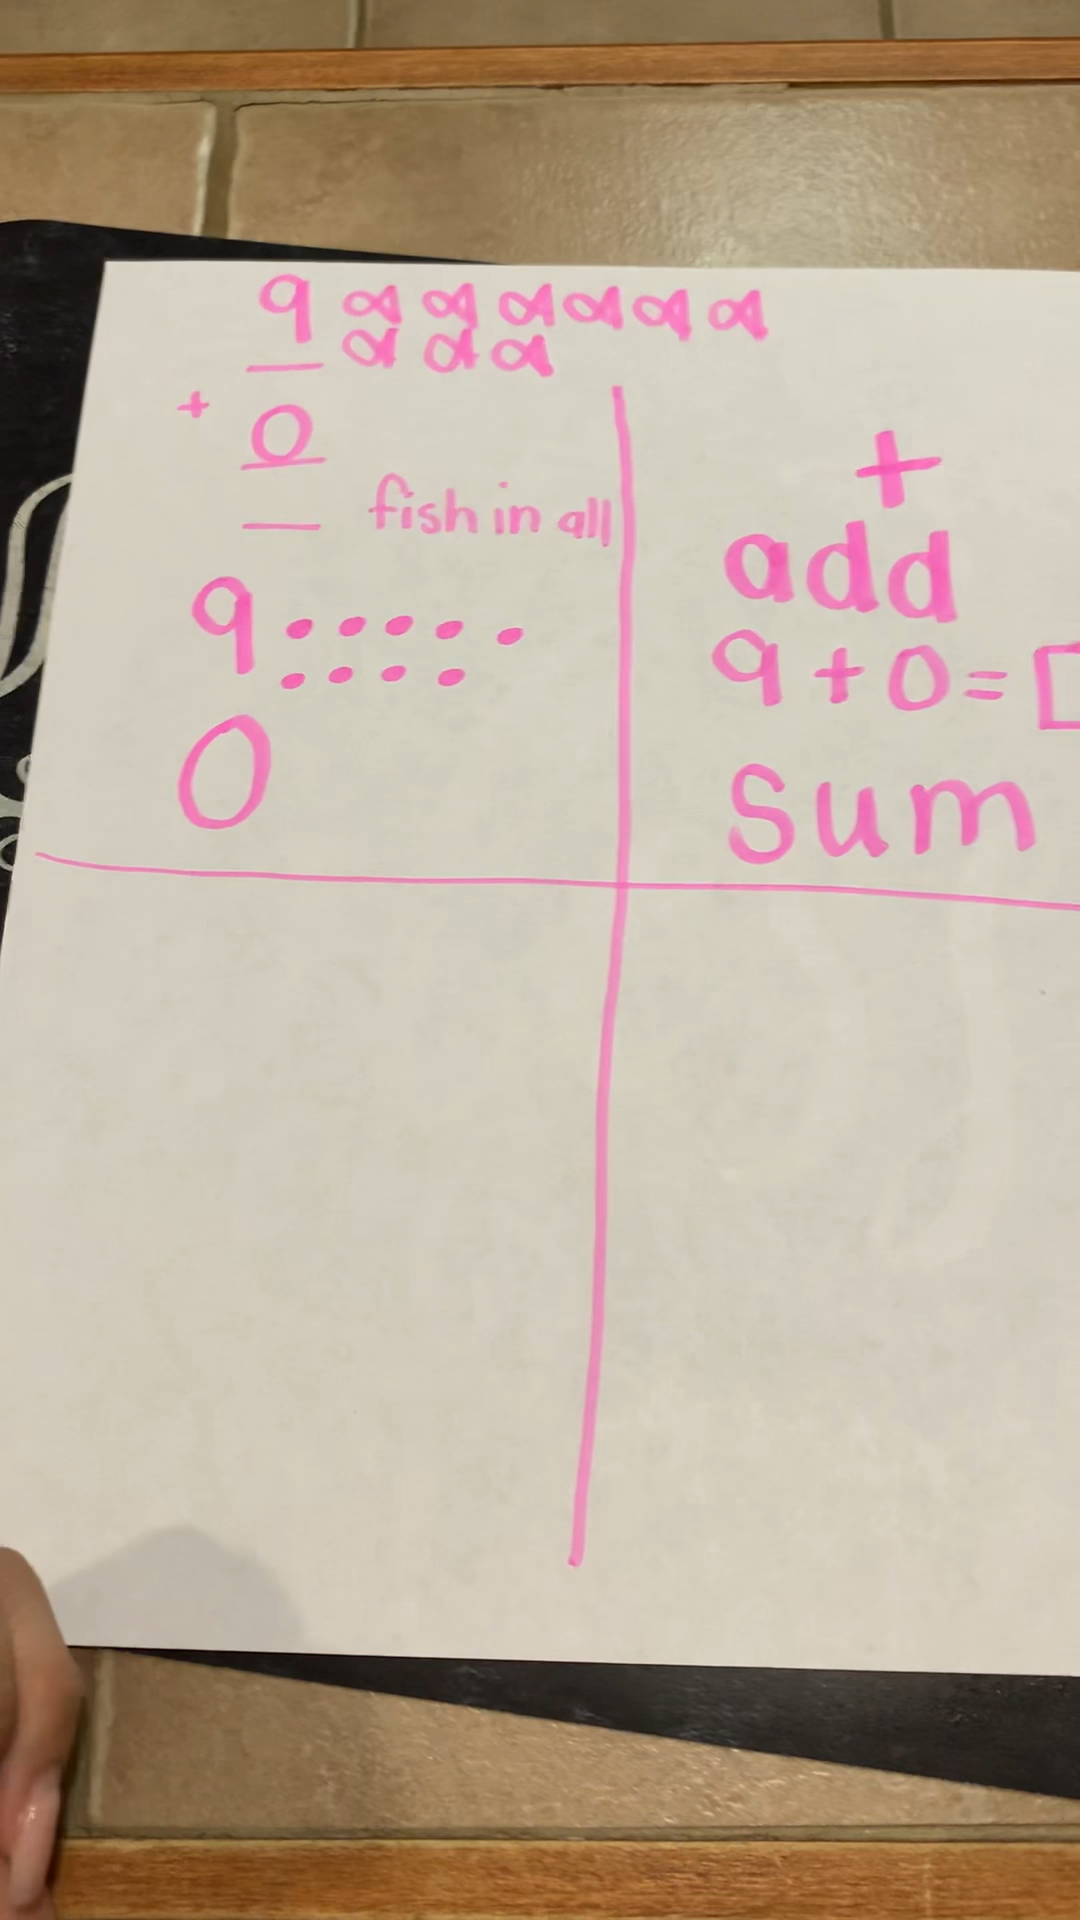 9
+ 0
fish in all
9
0
+
add
9 + 0 =
sum